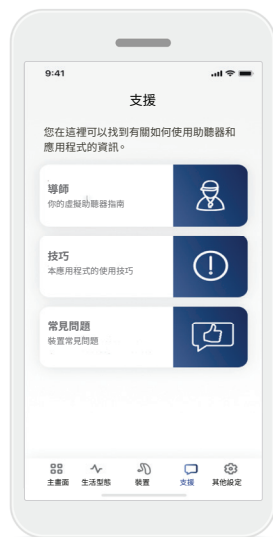 9:41
支援
您在這裡可以找到有關如何使用助聽器和
應用程式的資訊。
導師
你的虛擬助聽器指南
技巧
本應用程式的使用技巧
常見問題
裝置常見問題
主畫面 生活型態 裝置 支援 其他設定